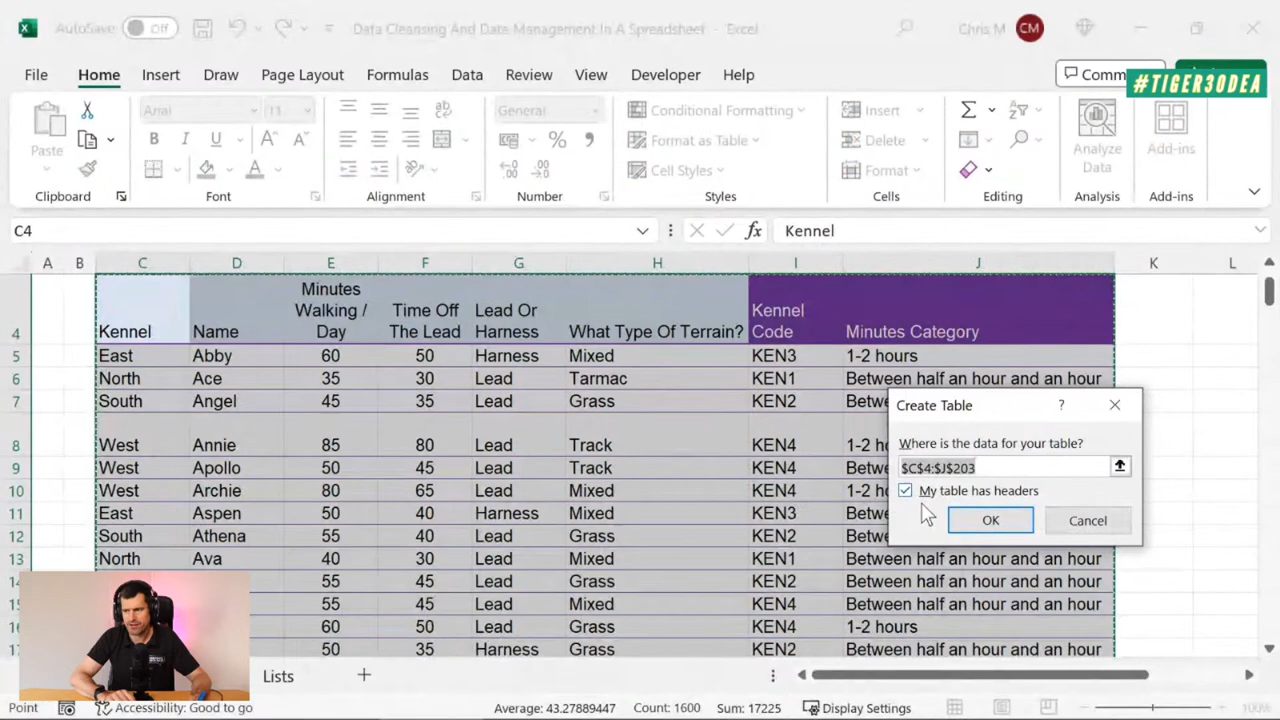 AutoSave Off Data Cleansing And Date Management In A Spreadsheet - Excel Chris M CM
File Home Insert Draw Page Layout Formulas Data Review View Developer Help
#TIGER30DEA
Paste
Clipboard
Arial 11
B I U
Font
Alignment
General
Number
Conditional Formatting
Format as Table
Cell Styles
Styles
Insert
Delete
Format
Cells
Editing
Analyze
Data
Analysis
Add-ins
Add-ins
C4 fx Kennel
A B C D E F G H I J K L
4 Kennel Name Minutes Walking / Day Time Off The Lead Lead Or Harness What Type Of Terrain? Kennel Code Minutes Category
5 East Abby 60 50 Harness Mixed KEN3 1-2 hours
6 North Ace 35 30 Lead Tarmac KEN1 Between half an hour and an hour
7 South Angel 45 35 Lead Grass KEN2
8 West Annie 85 80 Lead Track KEN4 1-2
9 West Apollo 50 45 Lead Track KEN4
10 West Archie 80 65 Lead Mixed KEN4 1-2
11 East Aspen 50 40 Harness Mixed KEN3
12 South Athena 55 40 Lead Grass KEN2
13 North Ava 40 30 Lead Mixed KEN1 Between half an hour and an hour
14 55 45 Lead Grass KEN2 Between half an hour and an hour
15 55 45 Lead Mixed KEN4 Between half an hour and an hour
16 60 50 Lead Grass KEN4 1-2 hours
17 50 35 Harness Grass KEN2 Between half an hour and an hour
Create Table ?
Where is the data for your table?
$C$4:$J$203
My table has headers
OK Cancel
Lists
Point Accessibility: Good to go Average: 43.27889447 Count: 1600 Sum: 17225 Display Settings 100%